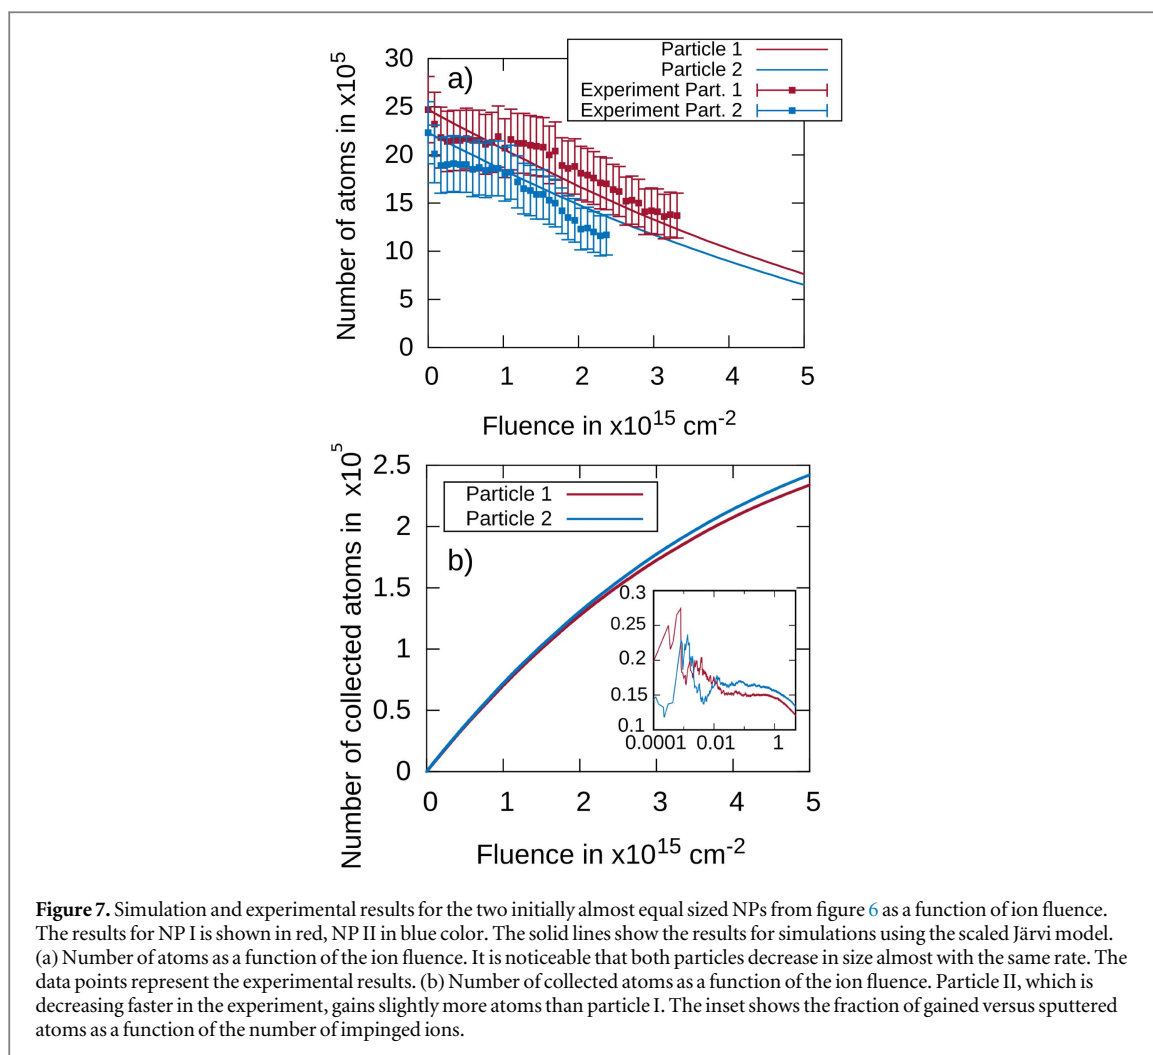 Particle 1
Particle 2
Experiment Part. 1
Experiment Part. 2
a)
Number of atoms in x10⁵
30
25
20
15
10
5
0
0 1 2 3 4 5
Fluence in x10¹⁵ cm⁻²
Number of collected atoms in x10⁵
2.5
2
1.5
1
0.5
0
Particle 1
Particle 2
b)
0.3
0.25
0.2
0.15
0.1
0.0001 0.01 1
0 1 2 3 4 5
Fluence in x10¹⁵ cm⁻²
Figure 7. Simulation and experimental results for the two initially almost equal sized NPs from figure 6 as a function of ion fluence.
The results for NP I is shown in red, NP II in blue color. The solid lines show the results for simulations using the scaled Järvi model.
(a) Number of atoms as a function of the ion fluence. It is noticeable that both particles decrease in size almost with the same rate. The
data points represent the experimental results. (b) Number of collected atoms as a function of the ion fluence. Particle II, which is
decreasing faster in the experiment, gains slightly more atoms than particle I. The inset shows the fraction of gained versus sputtered
atoms as a function of the number of impinged ions.